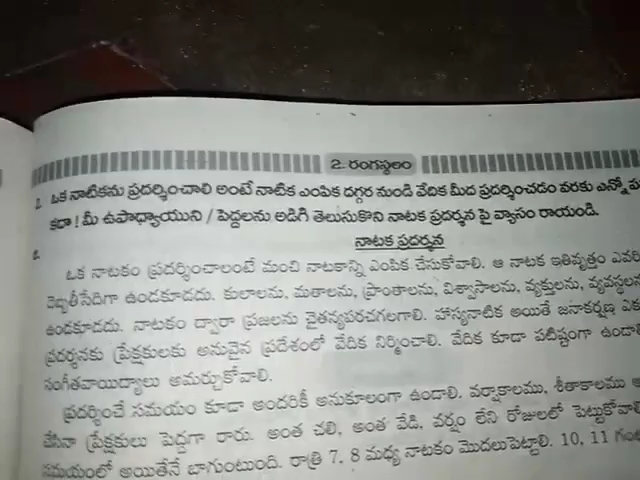 2. రంగస్థలం
1. ఒక నాటికను ప్రదర్శించాలి అంటే నాటిక ఎంపిక దగ్గర నుండి వేదిక మీద ప్రదర్శించడం వరకు ఎన్నో
కదా ! మీ ఉపాధ్యాయుని / పెద్దలను అడిగి తెలుసుకొని నాటక ప్రదర్శన పై వ్యాసం రాయండి.
నాటక ప్రదర్శన
ఒక నాటకం ప్రదర్శించాలంటే మంచి నాటకాన్ని ఎంపిక చేసుకోవాలి. ఆ నాటక ఇతివృత్తం ఎవరి
దెబ్బతీసేదిగా ఉండకూడదు. కులాలను, మతాలను, ప్రాంతాలను, విశ్వాసాలను, వ్యక్తులను, వ్యవస్థలను
ఉండకూడదు. నాటకం ద్వారా ప్రజలను చైతన్యపరచగలగాలి. హాస్యనాటిక అయితే జనాకర్షణ
ప్రదర్శనకు ప్రేక్షకులకు అనువైన ప్రదేశంలో వేదిక నిర్మించాలి. వేదిక కూడా పటిష్టంగా
సంగీతవాయిద్యాలు అమర్చుకోవాలి.
ప్రదర్శించే సమయం కూడా అందరికీ అనుకూలంగా ఉండాలి. వర్షాకాలము, శీతాకాలము
వేసినా ప్రేక్షకులు పెద్దగా రారు. అంత చలి, అంత వేడి, వర్షం లేని రోజులలో పెట్టుకోవాలి
సమయంలో అయితేనే బాగుంటుంది. రాత్రి 7, 8 మధ్య నాటకం మొదలుపెట్టాలి. 10, 11